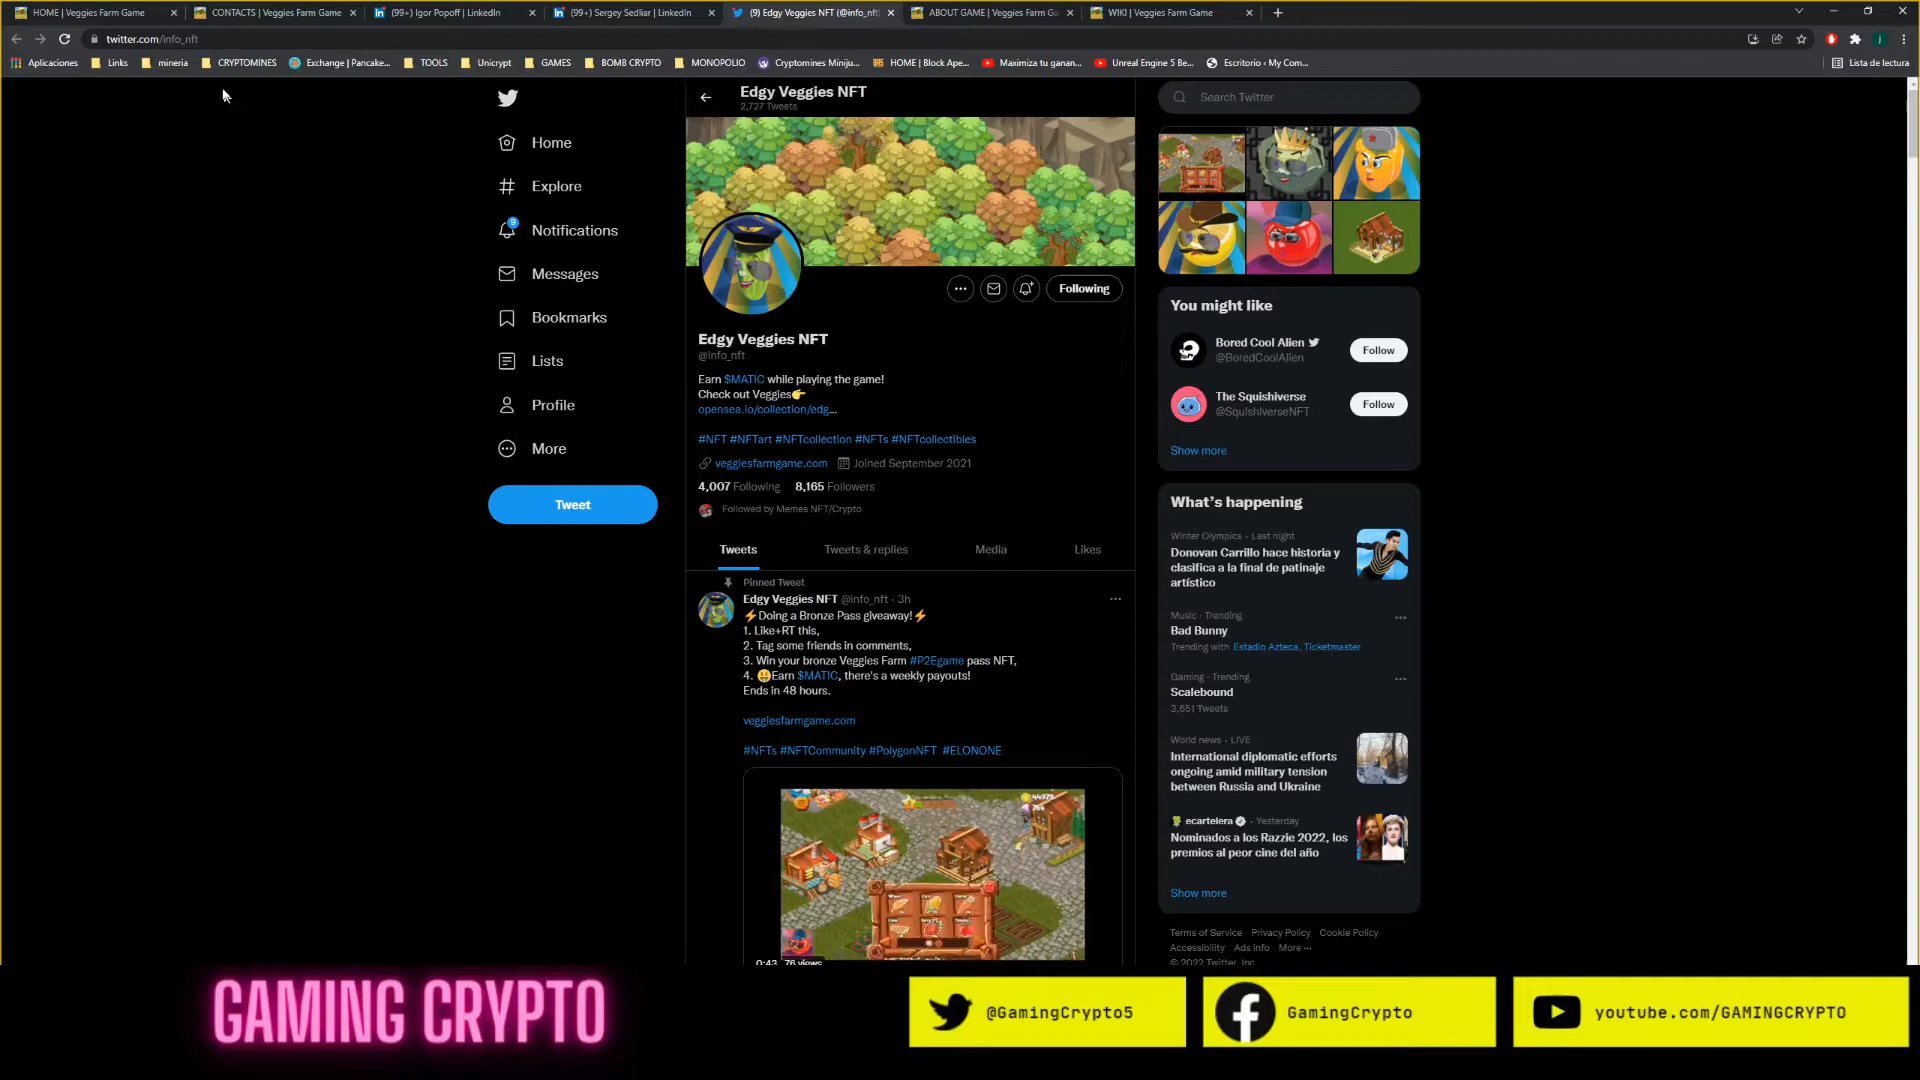 HOME | Veggies Farm Game
CONTACTS | Veggies Farm Game
(99+) Igor Popoff | LinkedIn
(99+) Sergey Sedliar | LinkedIn
(9) Edgy Veggies NFT (@info_nft)
ABOUT GAME | Veggies Farm Ga
WIKI | Veggies Farm Game
twitter.com/info_nft
Aplicaciones
Links
mineria
CRYPTOMINES
Exchange | Pancake...
TOOLS
Unicrypt
GAMES
BOMB CRYPTO
MONOPOLIO
Cryptomines Miniju...
HOME | Block Ape...
Maximiza tu ganan...
Unreal Engine 5 Be...
Escritorio ‹ My Com...
Lista de lectura
Home
Explore
9
Notifications
Messages
Bookmarks
Lists
Profile
More
Tweet
Edgy Veggies NFT
2,727 Tweets
Following
Edgy Veggies NFT
@info_nft
Earn $MATIC while playing the game!
Check out Veggies👉
opensea.io/collection/edg...
#NFT #NFTart #NFTcollection #NFTs #NFTcollectibles
veggiesfarmgame.com Joined September 2021
4,007 Following 8,165 Followers
Followed by Memes NFT/Crypto
Tweets
Tweets & replies
Media
Likes
Pinned Tweet
Edgy Veggies NFT @info_nft · 3h
⚡Doing a Bronze Pass giveaway!⚡
1. Like+RT this,
2. Tag some friends in comments,
3. Win your bronze Veggies Farm #P2Egame pass NFT,
4. 🤑Earn $MATIC, there's a weekly payouts!
Ends in 48 hours.
veggiesfarmgame.com
#NFTs #NFTCommunity #PolygonNFT #ELONONE
44979
764
0:43 76 views
Search Twitter
You might like
Bored Cool Alien
@BoredCoolAlien
Follow
The Squishiverse
@SquishiverseNFT
Follow
Show more
What's happening
Winter Olympics · Last night
Donovan Carrillo hace historia y
clasifica a la final de patinaje
artístico
Music · Trending
Bad Bunny
Trending with Estadio Azteca, Ticketmaster
Gaming · Trending
Scalebound
3,651 Tweets
World news · LIVE
International diplomatic efforts
ongoing amid military tension
between Russia and Ukraine
ecartelera · Yesterday
Nominados a los Razzie 2022, los
premios al peor cine del año
Show more
Terms of Service Privacy Policy Cookie Policy
Accessibility Ads info More ···
© 2022 Twitter, Inc.
GAMING CRYPTO
@GamingCrypto5
GamingCrypto
youtube.com/GAMINGCRYPTO